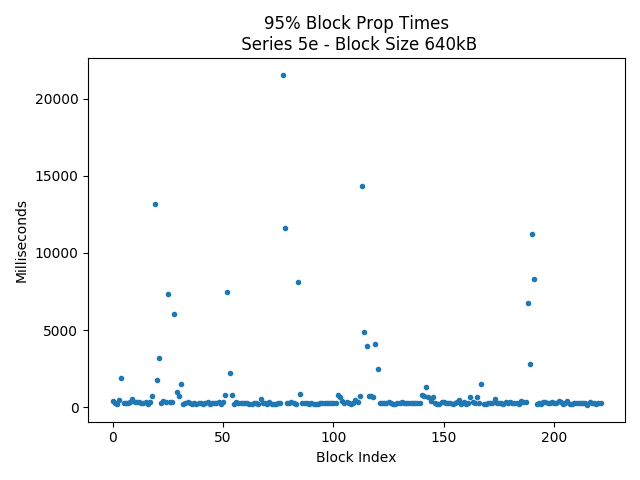 95% Block Prop Times
Series 5e - Block Size 640kB
20000
15000
10000
5000
0
Milliseconds
0 50 100 150 200
Block Index